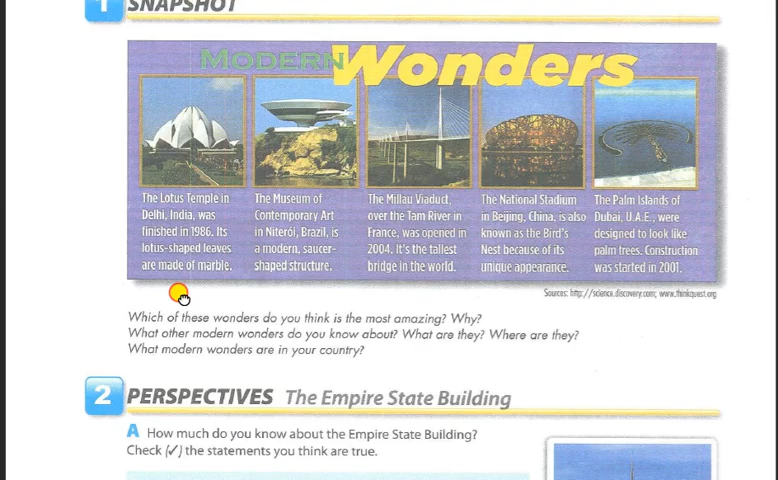 1 SNAPSHOT
MODERN Wonders
The Lotus Temple in
Delhi, India, was
finished in 1986. Its
lotus-shaped leaves
are made of marble.
The Museum of
Contemporary Art
in Niterói, Brazil, is
a modern, saucer-
shaped structure.
The Millau Viaduct,
over the Tam River in
France, was opened in
2004. It's the tallest
bridge in the world.
The National Stadium
in Beijing, China, is also
known as the Bird's
Nest because of its
unique appearance.
The Palm Islands of
Dubai, U.A.E., were
designed to look like
palm trees. Construction
was started in 2001.
Sources: http://science.discovery.com; www.thinkquest.org
Which of these wonders do you think is the most amazing? Why?
What other modern wonders do you know about? What are they? Where are they?
What modern wonders are in your country?
2 PERSPECTIVES The Empire State Building
A How much do you know about the Empire State Building?
Check (✓) the statements you think are true.